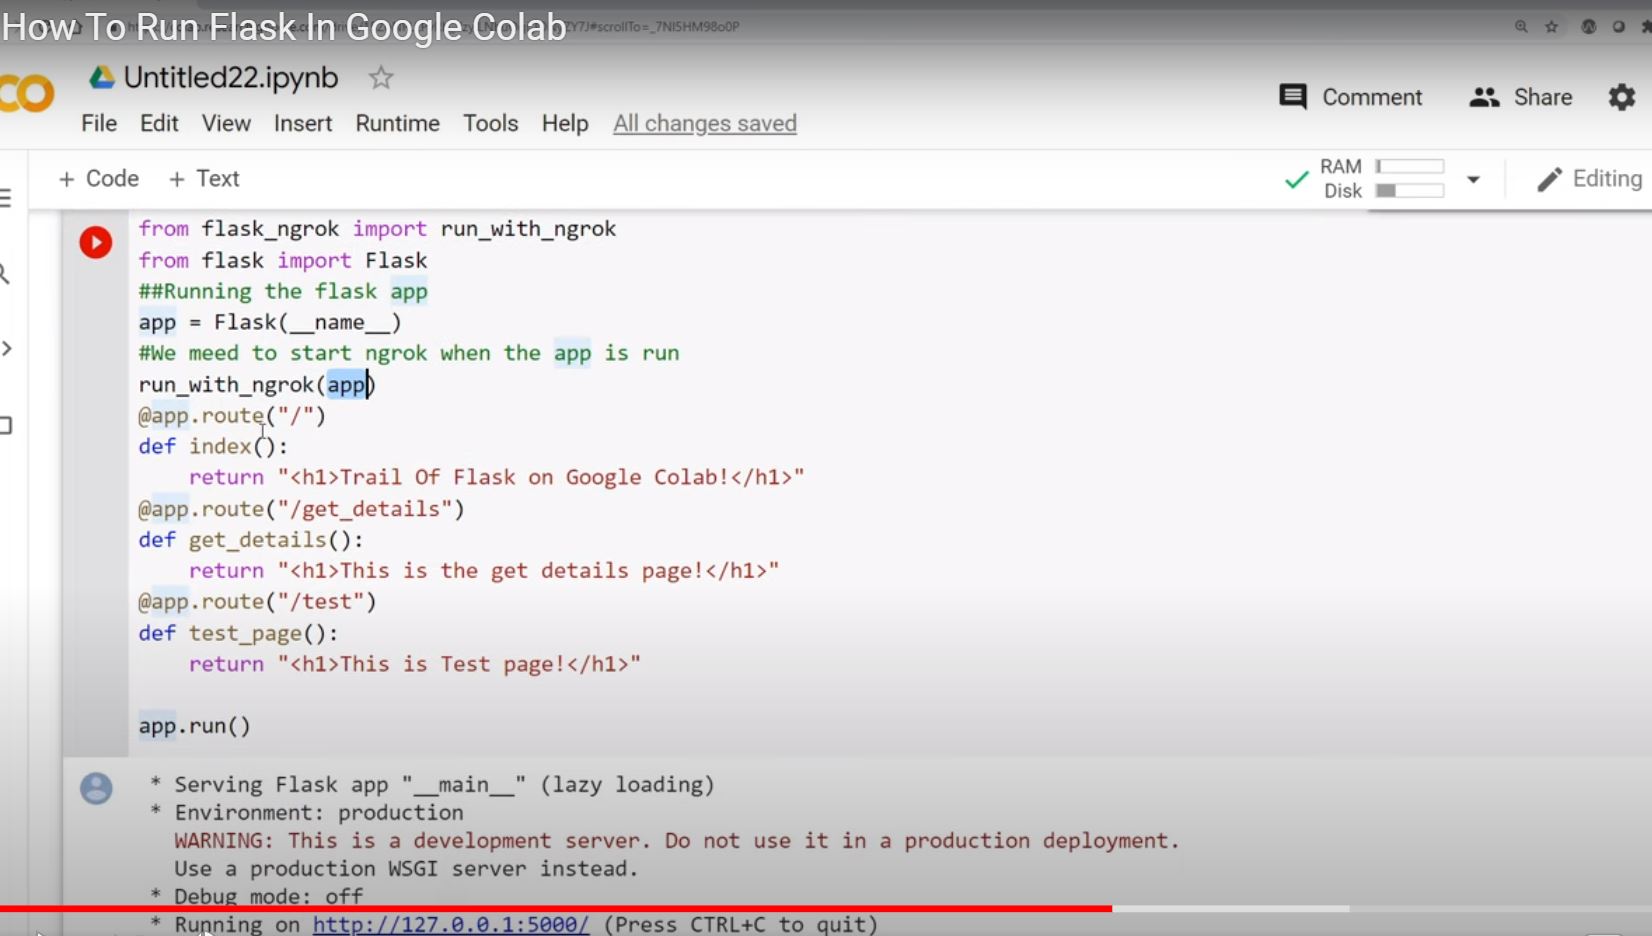 How To Run Flask In Google Colab
ZY7J#scrollTo=_7NI5HM98o0P
CO
Untitled22.ipynb
Comment
Share
File Edit View Insert Runtime Tools Help All changes saved
+ Code + Text
RAM
Disk
Editing
from flask_ngrok import run_with_ngrok
from flask import Flask
##Running the flask app
app = Flask(__name__)
#We meed to start ngrok when the app is run
run_with_ngrok(app)
@app.route("/")
def index():
    return "<h1>Trail Of Flask on Google Colab!</h1>"
@app.route("/get_details")
def get_details():
    return "<h1>This is the get details page!</h1>"
@app.route("/test")
def test_page():
    return "<h1>This is Test page!</h1>"
app.run()
* Serving Flask app "__main__" (lazy loading)
* Environment: production
WARNING: This is a development server. Do not use it in a production deployment.
Use a production WSGI server instead.
* Debug mode: off
* Running on http://127.0.0.1:5000/ (Press CTRL+C to quit)